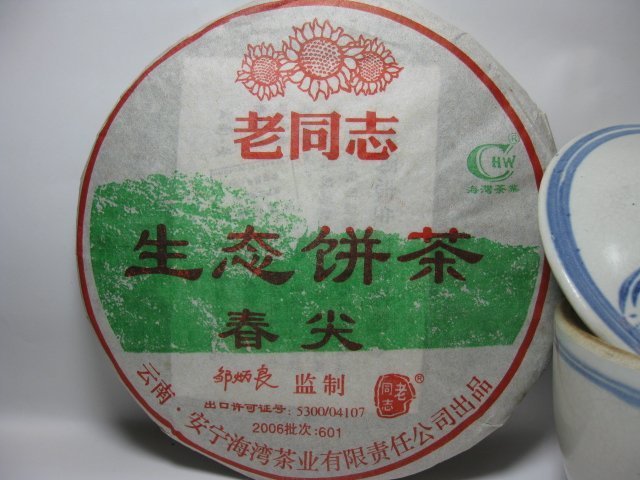 老同志
®
CHW
海湾茶業
生态饼茶
春尖
邹炳良 监制
老同志
®
出口许可证号: 5300/04107
2006批次:601
云南·安宁海湾茶业有限责任公司出品